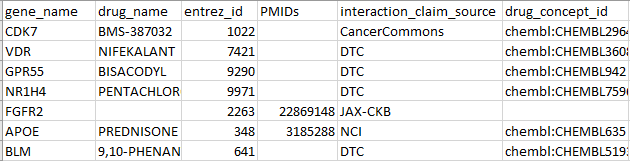 gene_name drug_name entrez_id PMIDs interaction_claim_source drug_concept_id
CDK7 BMS-387032 1022 CancerCommons chembl:CHEMBL2964
VDR NIFEKALANT 7421 DTC chembl:CHEMBL3608
GPR55 BISACODYL 9290 DTC chembl:CHEMBL942
NR1H4 PENTACHLOR 9971 DTC chembl:CHEMBL7596
FGFR2 2263 22869148 JAX-CKB
APOE PREDNISONE 348 3185288 NCI chembl:CHEMBL635
BLM 9,10-PHENAN 641 DTC chembl:CHEMBL5193